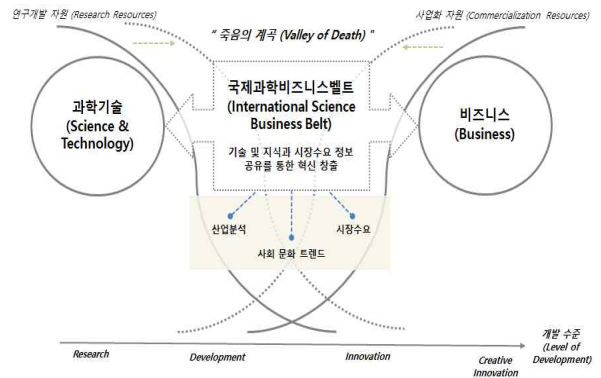 연구개발 자원 (Research Resources)
사업화 자원 (Commercialization Resources)
“ 죽음의 계곡 (Valley of Death) "
과학기술
(Science &
Technology)
국제과학비즈니스벨트
(International Science
Business Belt)
기술 및 지식과 시장수요 정보
공유를 통한 혁신 창출
비즈니스
(Business)
산업분석
시장수요
사회 문화 트렌드
Research
Development
Innovation
Creative
Innovation
개발 수준
(Level of
Development)